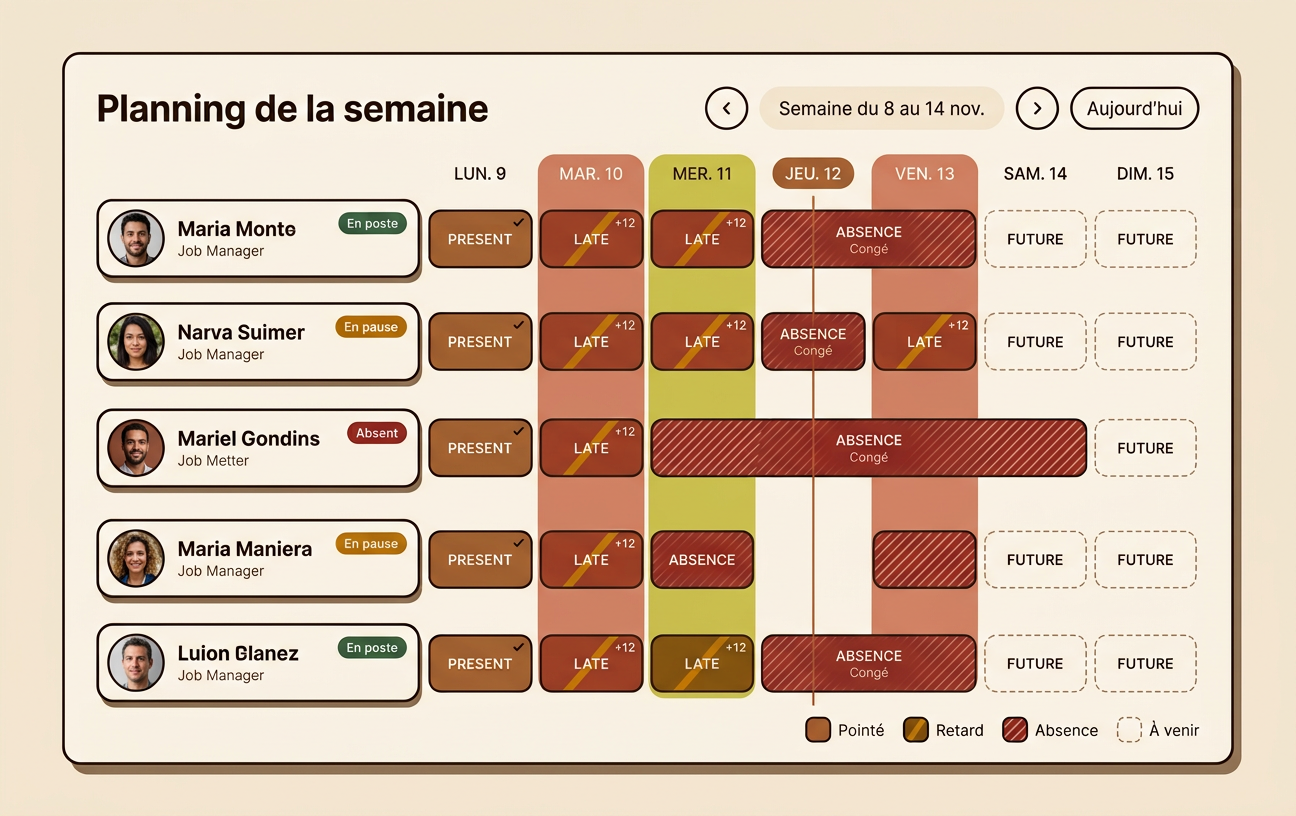 Planning de la semaine
Semaine du 8 au 14 nov.
Aujourd'hui
LUN. 9 MAR. 10 MER. 11 JEU. 12 VEN. 13 SAM. 14 DIM. 15
Maria Monte En poste
Job Manager
PRESENT LATE +12 LATE +12 ABSENCE FUTURE FUTURE
Congé
Narva Suimer En pause
Job Manager
PRESENT LATE +12 LATE +12 ABSENCE LATE +12 FUTURE FUTURE
Congé
Mariel Gondins Absent
Job Metter
PRESENT LATE +12 ABSENCE FUTURE
Congé
Maria Maniera En pause
Job Manager
PRESENT LATE +12 ABSENCE FUTURE FUTURE
Luion Glanez En poste
Job Manager
PRESENT LATE +12 LATE +12 ABSENCE FUTURE FUTURE
Congé
Pointé Retard Absence À venir